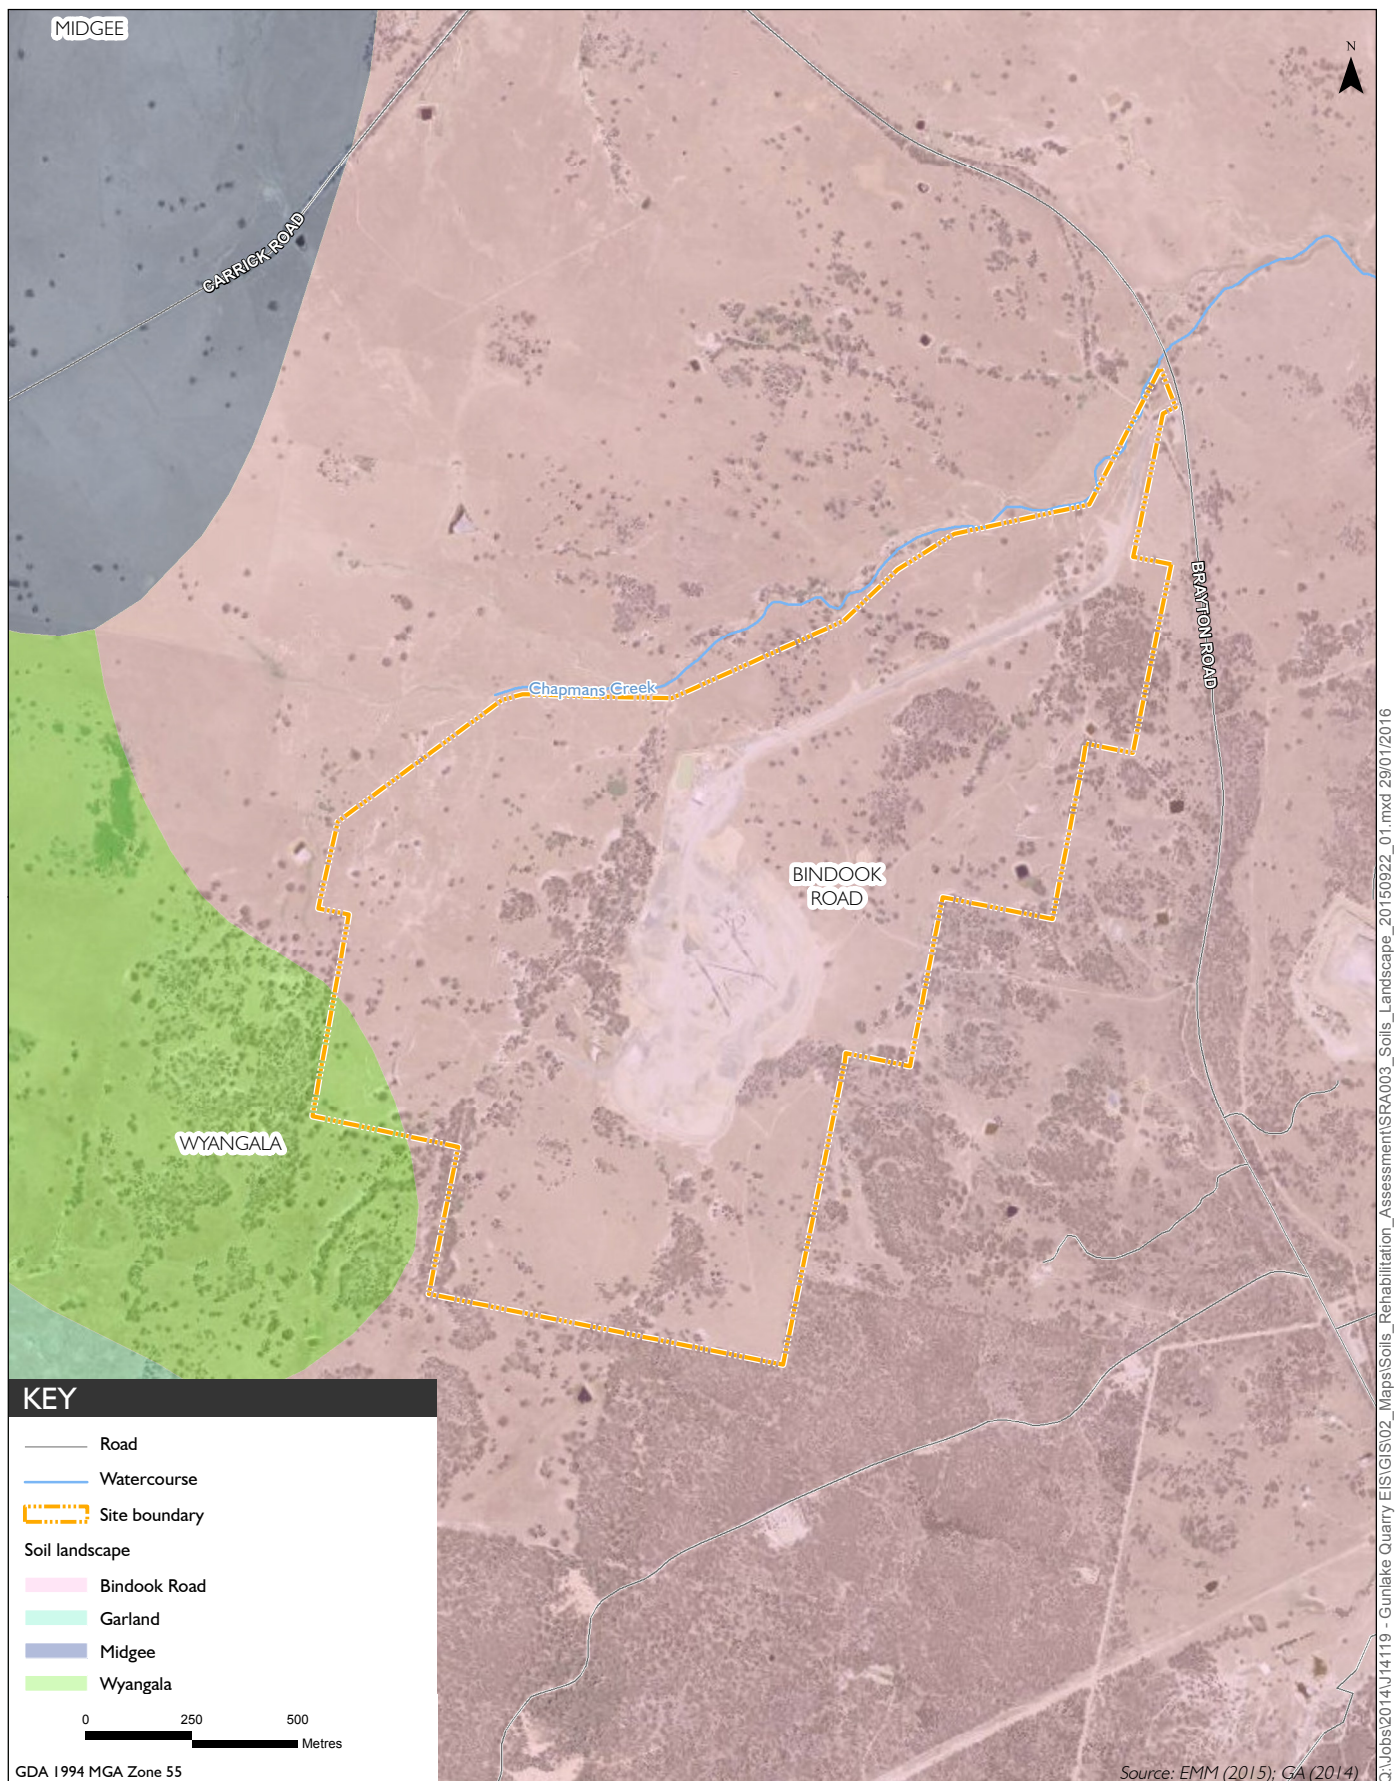 MIDGEE
N
CARRICK ROAD
BRAYTON ROAD
Chapmans Creek
BINDOOK
ROAD
WYANGALA
KEY
Road
Watercourse
Site boundary
Soil landscape
Bindook Road
Garland
Midgee
Wyangala
0 250 500
Metres
GDA 1994 MGA Zone 55
Source: EMM (2015); GA (2014)
Q:\Jobs\2014\J14119 - Gunlake Quarry EIS\GIS\02_Maps\Soils_Rehabilitation_Assessment\SRA003_Soils_Landscape_20150922_01.mxd 29/01/2016